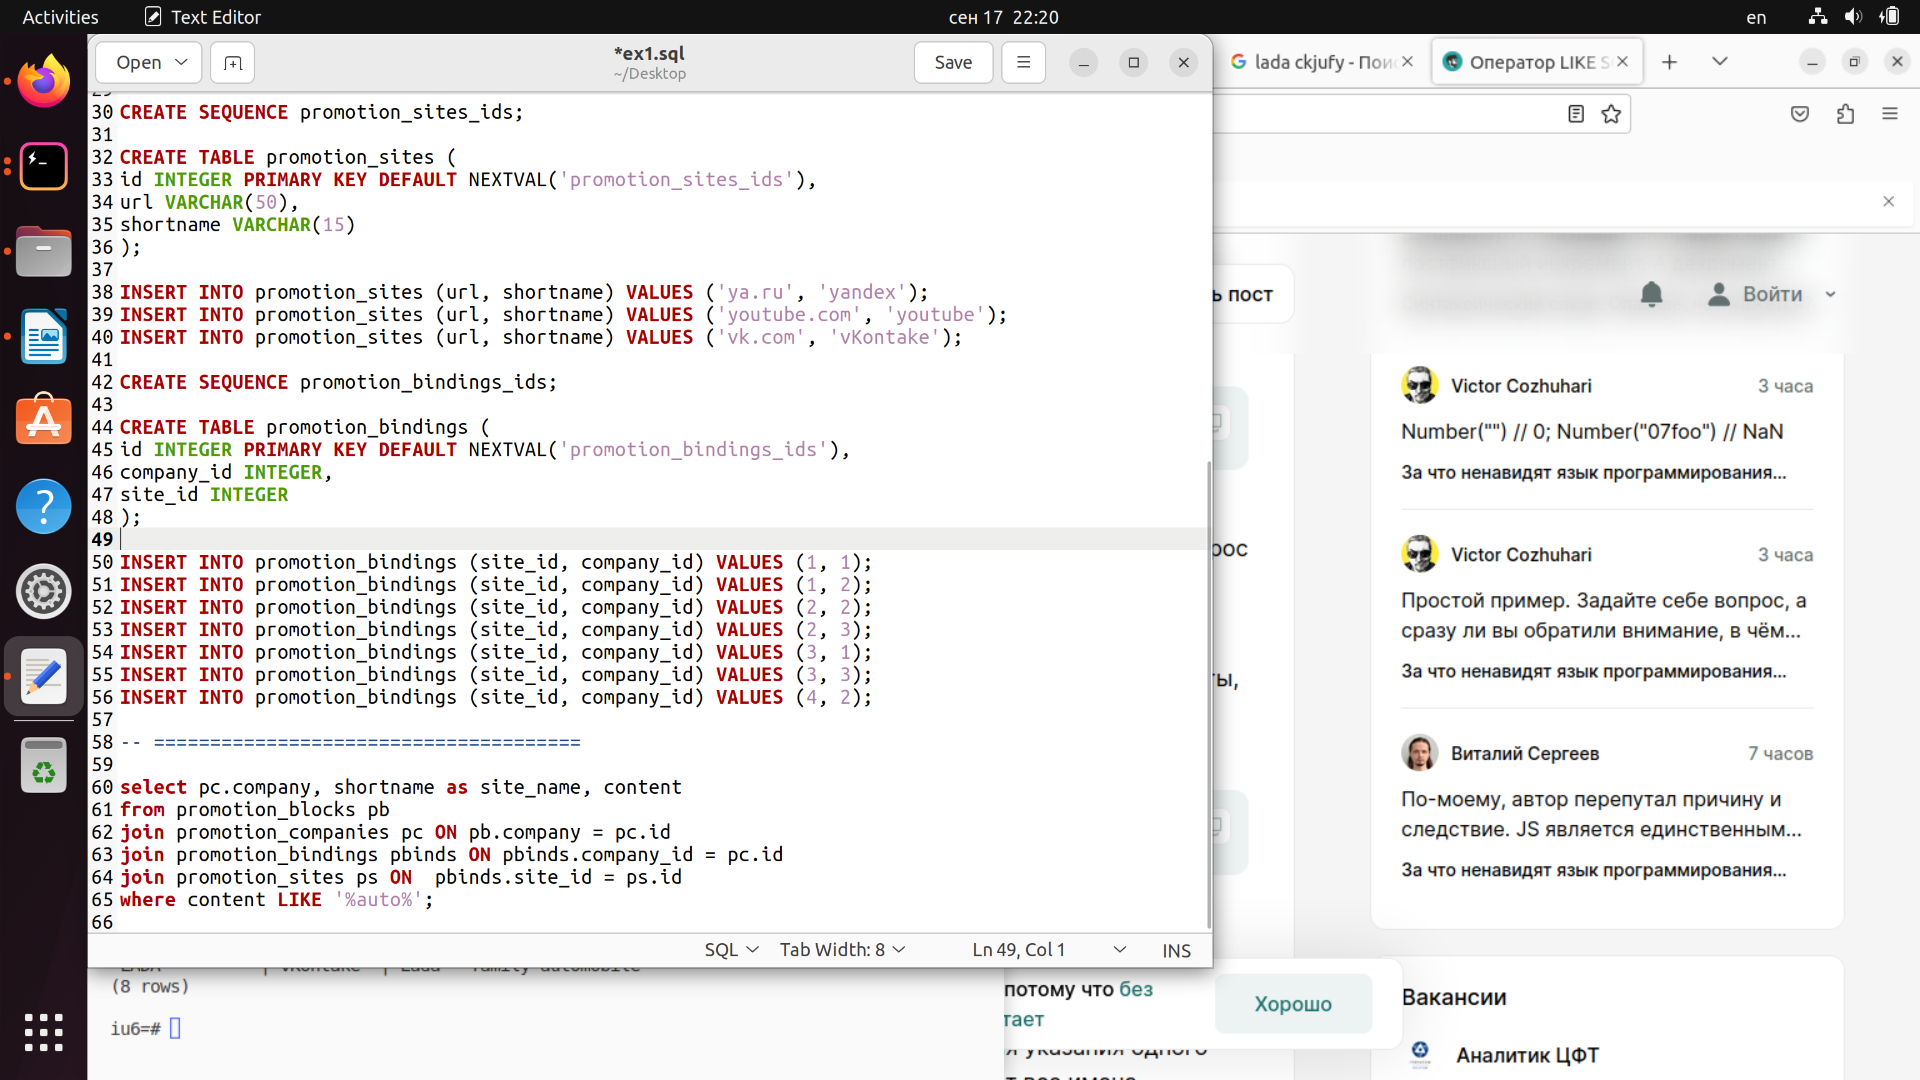 Activities
Text Editor
сен 17 22:20
en
Open
*ex1.sql
~/Desktop
Save
30 CREATE SEQUENCE promotion_sites_ids;
31
32 CREATE TABLE promotion_sites (
33 id INTEGER PRIMARY KEY DEFAULT NEXTVAL('promotion_sites_ids'),
34 url VARCHAR(50),
35 shortname VARCHAR(15)
36 );
37
38 INSERT INTO promotion_sites (url, shortname) VALUES ('ya.ru', 'yandex');
39 INSERT INTO promotion_sites (url, shortname) VALUES ('youtube.com', 'youtube');
40 INSERT INTO promotion_sites (url, shortname) VALUES ('vk.com', 'vKontake');
41
42 CREATE SEQUENCE promotion_bindings_ids;
43
44 CREATE TABLE promotion_bindings (
45 id INTEGER PRIMARY KEY DEFAULT NEXTVAL('promotion_bindings_ids'),
46 company_id INTEGER,
47 site_id INTEGER
48 );
49
50 INSERT INTO promotion_bindings (site_id, company_id) VALUES (1, 1);
51 INSERT INTO promotion_bindings (site_id, company_id) VALUES (1, 2);
52 INSERT INTO promotion_bindings (site_id, company_id) VALUES (2, 2);
53 INSERT INTO promotion_bindings (site_id, company_id) VALUES (2, 3);
54 INSERT INTO promotion_bindings (site_id, company_id) VALUES (3, 1);
55 INSERT INTO promotion_bindings (site_id, company_id) VALUES (3, 3);
56 INSERT INTO promotion_bindings (site_id, company_id) VALUES (4, 2);
57
58 -- ======================================
59
60 select pc.company, shortname as site_name, content
61 from promotion_blocks pb
62 join promotion_companies pc ON pb.company = pc.id
63 join promotion_bindings pbinds ON pbinds.company_id = pc.id
64 join promotion_sites ps ON  pbinds.site_id = ps.id
65 where content LIKE '%auto%';
66
SQL
Tab Width: 8
Ln 49, Col 1
INS
(8 rows)
iu6=#
lada ckjufy - Пои
Оператор LIKE S
ь пост
Войти
рос
ты,
потому что без
тает
Хорошо
Victor Cozhuhari
3 часа
Number("") // 0; Number("07foo") // NaN
За что ненавидят язык программирования...
Victor Cozhuhari
3 часа
Простой пример. Задайте себе вопрос, а
сразу ли вы обратили внимание, в чём...
За что ненавидят язык программирования...
Виталий Сергеев
7 часов
По-моему, автор перепутал причину и
следствие. JS является единственным...
За что ненавидят язык программирования...
Вакансии
Аналитик ЦФТ